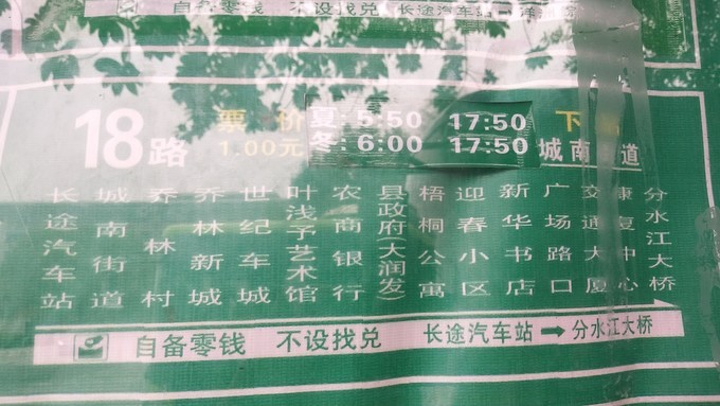 自备零钱 不设找兑 长途汽车站
18路
票价
1.00元
夏: 5:50 17:50
冬: 6:00 17:50
下
城南 道
长途汽车站
城南街道
乔林村
乔林新城
世纪车城
叶浅予艺术馆
农商银行
县政府(大润发)
梧桐公寓
迎春小区
新华书店
广场路口
交通大厦
康复中心
分水江大桥
自备零钱 不设找兑 长途汽车站➡分水江大桥